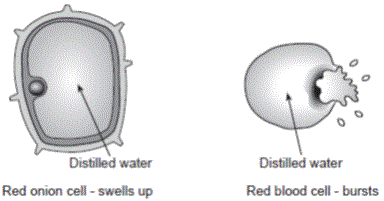 Distilled water
Distilled water
Red onion cell - swells up
Red blood cell - bursts